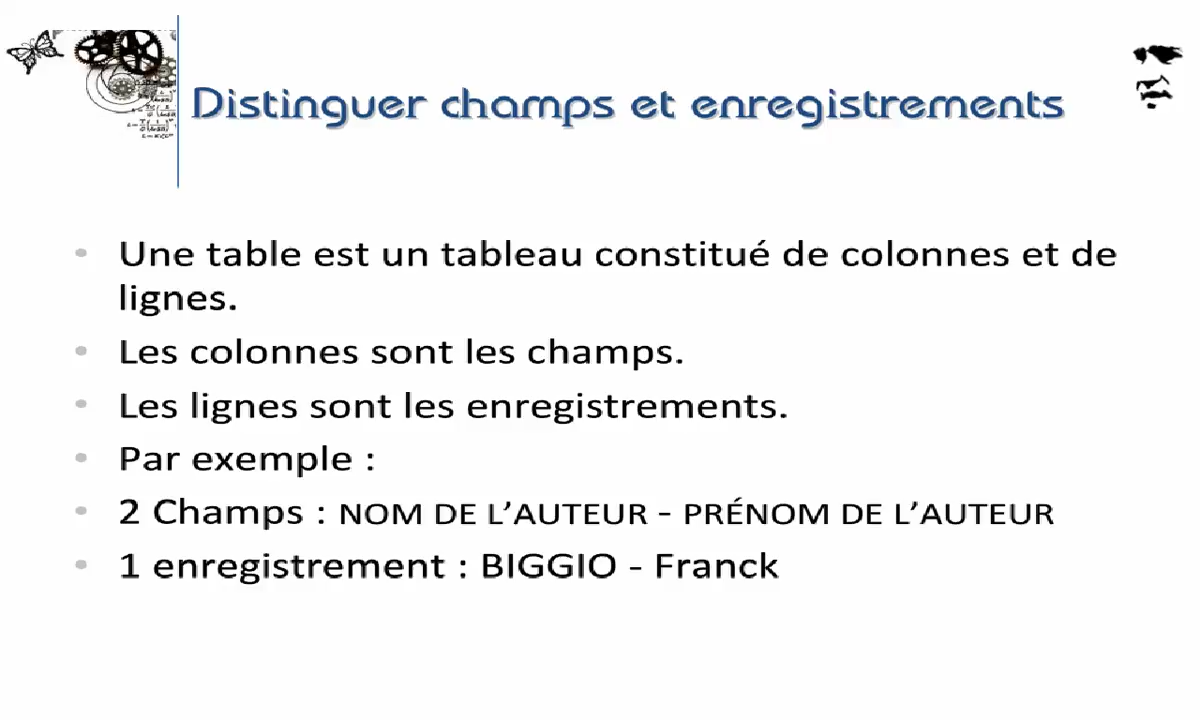 Distinguer champs et enregistrements
• Une table est un tableau constitué de colonnes et de
lignes.
• Les colonnes sont les champs.
• Les lignes sont les enregistrements.
• Par exemple :
• 2 Champs : NOM DE L’AUTEUR - PRÉNOM DE L’AUTEUR
• 1 enregistrement : BIGGIO - Franck